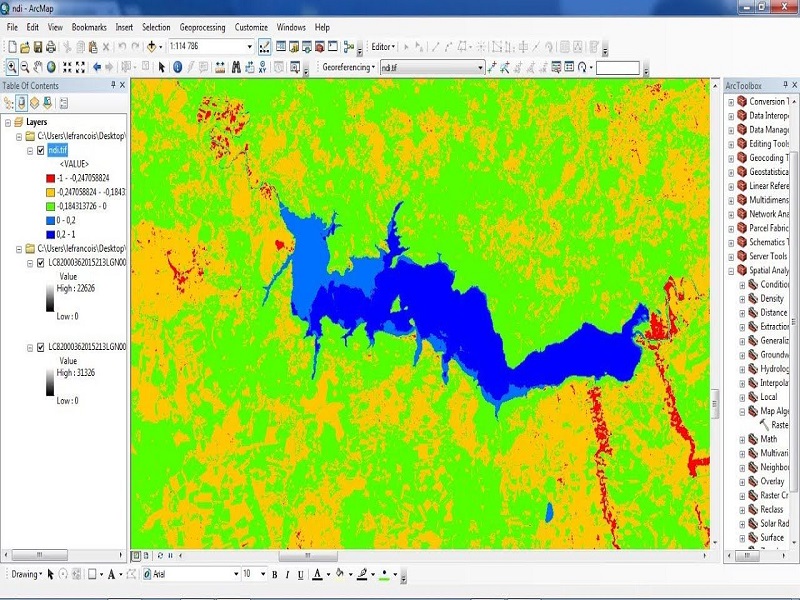 ndi - ArcMap
File Edit View Bookmarks Insert Selection Geoprocessing Customize Windows Help
1:114 786 Editor
Georeferencing ndi.tif
Table Of Contents
Layers
C:\Users\lefrancois\Desktop\
ndi.tif
<VALUE>
-1 - -0,247058824
-0,247058824 - -0,1843
-0,184313726 - 0
0 - 0,2
0,2 - 1
C:\Users\lefrancois\Desktop\
LC82000362015213LGN00
Value
High : 22626
Low : 0
LC82000362015213LGN00
Value
High : 31326
Low : 0
ArcToolbox
Conversion T
Data Interop
Data Manag
Editing Tools
Geocoding T
Geostatistica
Linear Refere
Multidimens
Network Ana
Parcel Fabric
Schematics T
Server Tools
Spatial Analy
Conditio
Density
Distance
Extraction
Generaliz
Groundw
Hydrolog
Interpolat
Local
Map Alge
Raste
Math
Multivari
Neighbo
Overlay
Raster Cr
Reclass
Solar Rad
Surface
Drawing Arial 10 B I U A